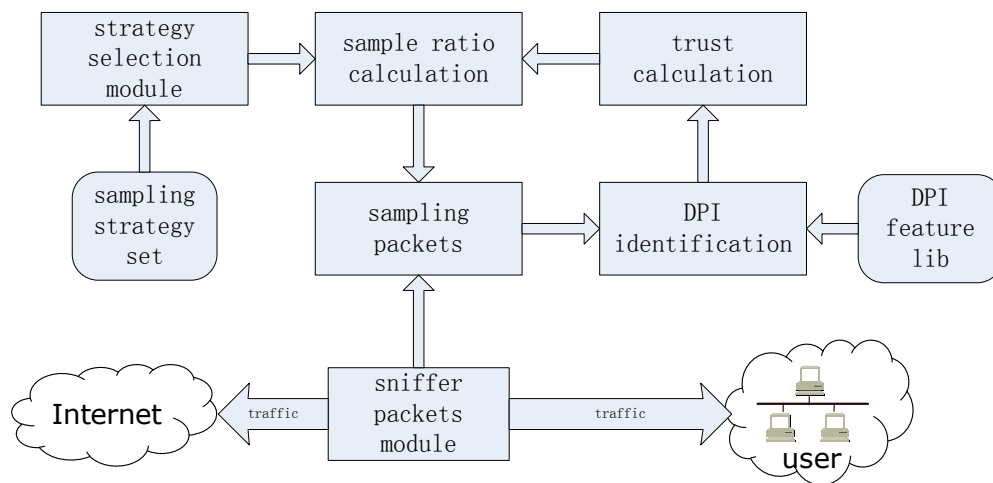 strategy
selection
module
sample ratio
calculation
trust
calculation
sampling
strategy
set
sampling
packets
DPI
identification
DPI
feature
lib
Internet
traffic
sniffer
packets
module
traffic
user